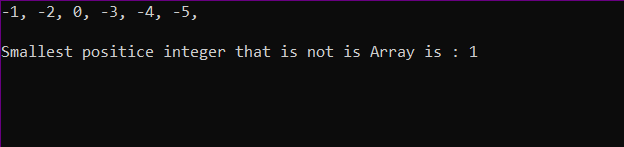 -1, -2, 0, -3, -4, -5,
Smallest positice integer that is not is Array is : 1